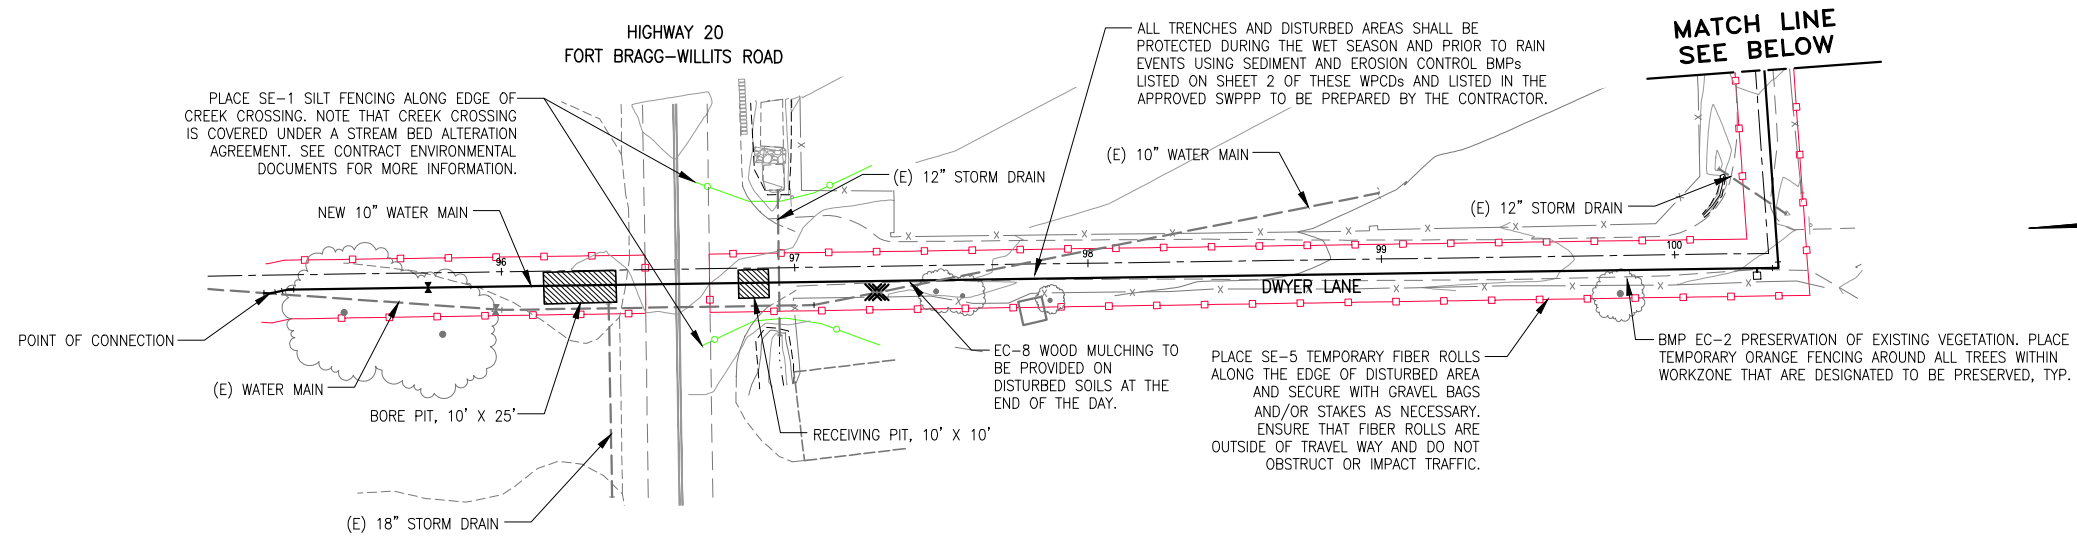 HIGHWAY 20
FORT BRAGG-WILLITS ROAD
ALL TRENCHES AND DISTURBED AREAS SHALL BE
PROTECTED DURING THE WET SEASON AND PRIOR TO RAIN
EVENTS USING SEDIMENT AND EROSION CONTROL BMPs
LISTED ON SHEET 2 OF THESE WPCDs AND LISTED IN THE
APPROVED SWPPP TO BE PREPARED BY THE CONTRACTOR.
MATCH LINE
SEE BELOW
PLACE SE-1 SILT FENCING ALONG EDGE OF
CREEK CROSSING. NOTE THAT CREEK CROSSING
IS COVERED UNDER A STREAM BED ALTERATION
AGREEMENT. SEE CONTRACT ENVIRONMENTAL
DOCUMENTS FOR MORE INFORMATION.
(E) 10" WATER MAIN
(E) 12" STORM DRAIN
NEW 10" WATER MAIN
(E) 12" STORM DRAIN
96
97
98
99
100
DWYER LANE
POINT OF CONNECTION
(E) WATER MAIN
BORE PIT, 10' X 25'
EC-8 WOOD MULCHING TO
BE PROVIDED ON
DISTURBED SOILS AT THE
END OF THE DAY.
RECEIVING PIT, 10' X 10'
PLACE SE-5 TEMPORARY FIBER ROLLS
ALONG THE EDGE OF DISTURBED AREA
AND SECURE WITH GRAVEL BAGS
AND/OR STAKES AS NECESSARY.
ENSURE THAT FIBER ROLLS ARE
OUTSIDE OF TRAVEL WAY AND DO NOT
OBSTRUCT OR IMPACT TRAFFIC.
BMP EC-2 PRESERVATION OF EXISTING VEGETATION. PLACE
TEMPORARY ORANGE FENCING AROUND ALL TREES WITHIN
WORKZONE THAT ARE DESIGNATED TO BE PRESERVED, TYP.
(E) 18" STORM DRAIN